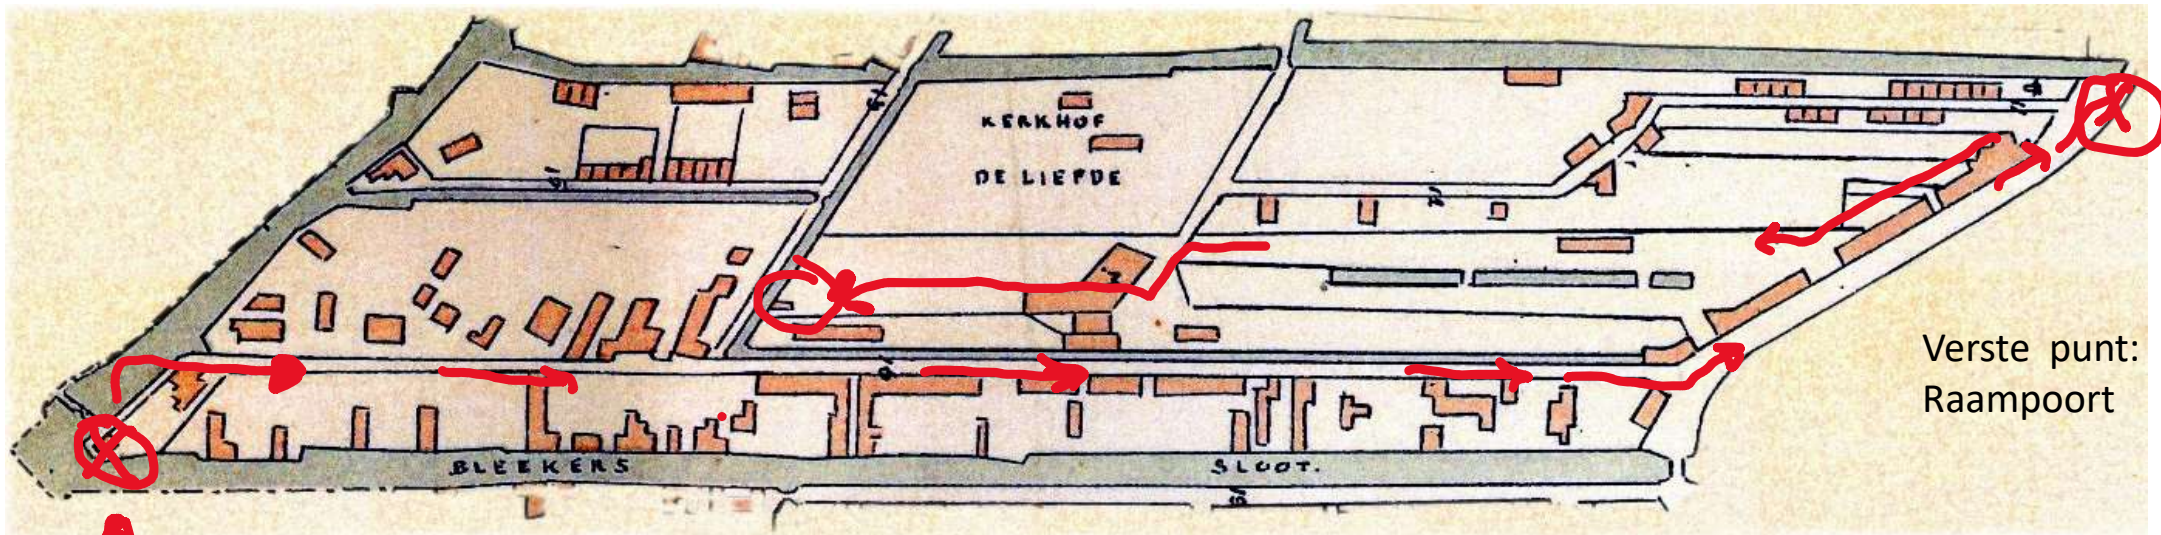 KERKHOF
DE LIEFDE
Verste punt:
Raampoort
BLEEKERS SLOOT.